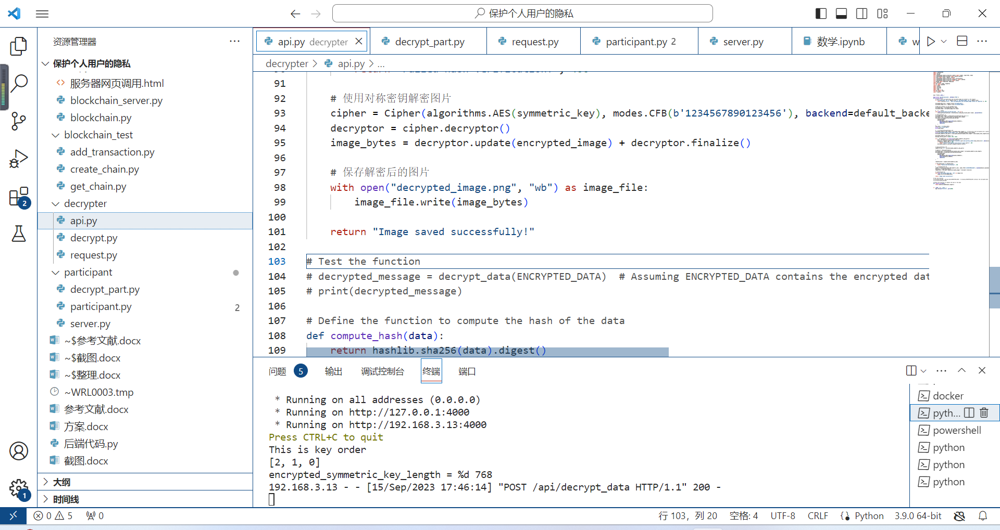 保护个人用户的隐私
资源管理器
保护个人用户的隐私
服务器网页调用.html
blockchain_server.py
blockchain.py
blockchain_test
add_transaction.py
create_chain.py
get_chain.py
decrypter
api.py
decrypt.py
request.py
participant
decrypt_part.py
participant.py 2
server.py
~$参考文献.docx
~$截图.docx
~$整理.docx
~WRL0003.tmp
参考文献.docx
方案.docx
后端代码.py
截图.docx
大纲
时间线
2
1
api.py decrypter
decrypt_part.py
request.py
participant.py 2
server.py
数学.ipynb
w
decrypter > api.py > ...
91
92 # 使用对称密钥解密图片
93 cipher = Cipher(algorithms.AES(symmetric_key), modes.CFB(b'1234567890123456'), backend=default_backe
94 decryptor = cipher.decryptor()
95 image_bytes = decryptor.update(encrypted_image) + decryptor.finalize()
96
97 # 保存解密后的图片
98 with open("decrypted_image.png", "wb") as image_file:
99 image_file.write(image_bytes)
100
101 return "Image saved successfully!"
102
103 # Test the function
104 # decrypted_message = decrypt_data(ENCRYPTED_DATA)  # Assuming ENCRYPTED_DATA contains the encrypted dat
105 # print(decrypted_message)
106
107 # Define the function to compute the hash of the data
108 def compute_hash(data):
109 return hashlib.sha256(data).digest()
问题 5 输出 调试控制台 终端 端口
* Running on all addresses (0.0.0.0)
* Running on http://127.0.0.1:4000
* Running on http://192.168.3.13:4000
Press CTRL+C to quit
This is key order
[2, 1, 0]
encrypted_symmetric_key_length = %d 768
192.168.3.13 - - [15/Sep/2023 17:46:14] "POST /api/decrypt_data HTTP/1.1" 200 -
docker
pyth...
powershell
python
python
python
0 5 0
行 103，列 20 空格: 4 UTF-8 CRLF Python 3.9.0 64-bit